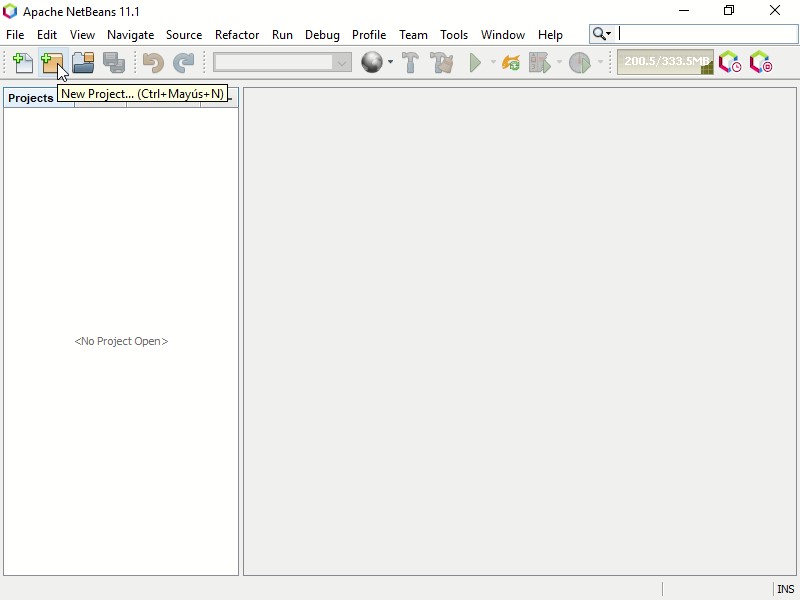 Apache NetBeans 11.1
File Edit View Navigate Source Refactor Run Debug Profile Team Tools Window Help
200.5/333.5MB
Projects
New Project... (Ctrl+Mayús+N)
<No Project Open>
INS